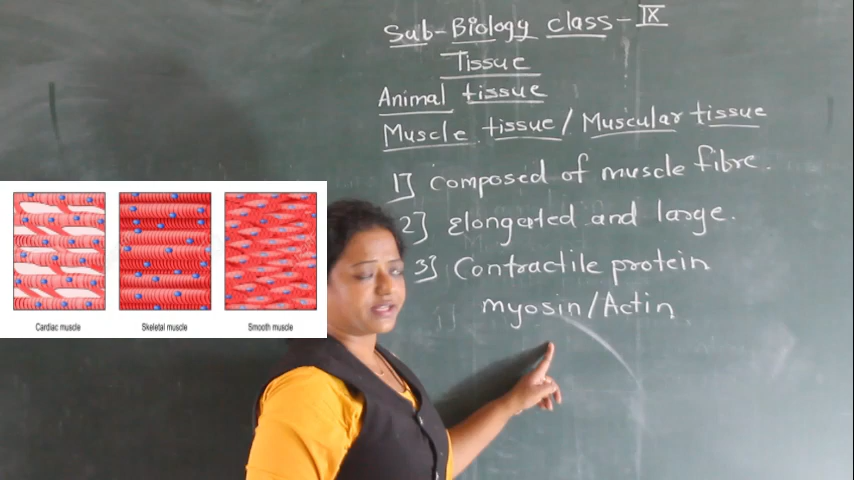 Sub-Biology class-IX
Tissue
Animal tissue
Muscle tissue / Muscular tissue
1] composed of muscle fibre.
2] Elongated and large.
3] Contractile protein
myosin/Actin
Cardiac muscle
Skeletal muscle
Smooth muscle